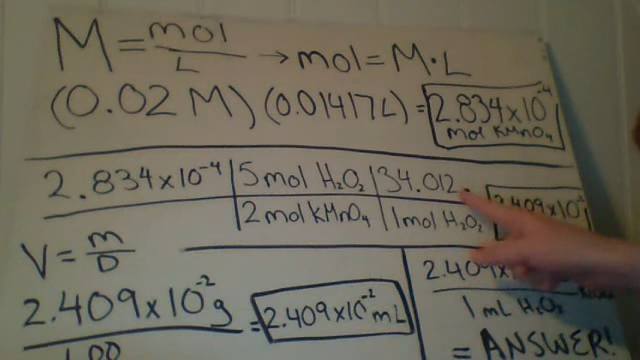 M = mol/L → mol = M·L
(0.02 M) (0.01417L) = 2.834x10⁻⁴ mol KMnO₄
2.834x10⁻⁴ | 5 mol H₂O₂ | 34.012
2 mol KMnO₄ | 1 mol H₂O₂
V = m/D
2.409x10⁻²g = 2.409x10⁻² mL
1.00
1 mL H₂O₂
= ANSWER!